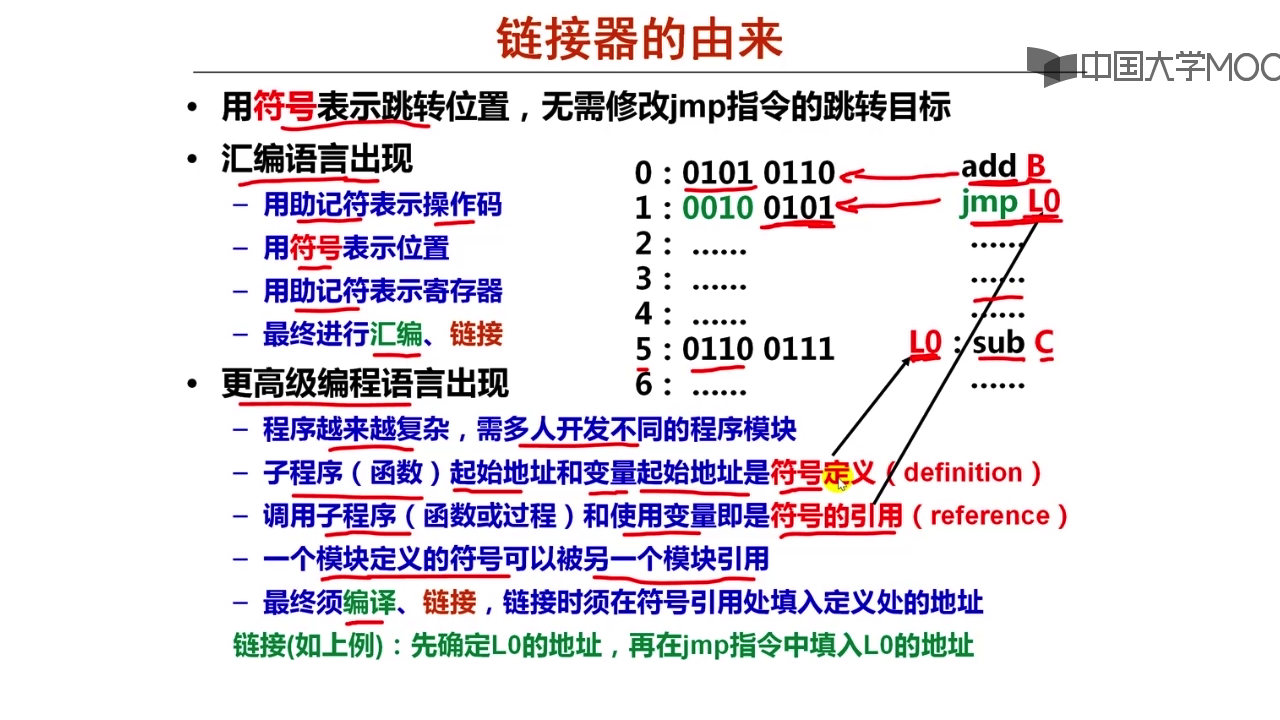 链接器的由来
中国大学MOO
• 用符号表示跳转位置，无需修改jmp指令的跳转目标
• 汇编语言出现
– 用助记符表示操作码
– 用符号表示位置
– 用助记符表示寄存器
– 最终进行汇编、链接
0：0101 0110
1：0010 0101
2： ……
3： ……
4： ……
5：0110 0111
6： ……
add B
jmp L0
……
……
……
L0：sub C
……
• 更高级编程语言出现
– 程序越来越复杂，需多人开发不同的程序模块
– 子程序（函数）起始地址和变量起始地址是符号定义（definition）
– 调用子程序（函数或过程）和使用变量即是符号的引用（reference）
– 一个模块定义的符号可以被另一个模块引用
– 最终须编译、链接，链接时须在符号引用处填入定义处的地址
链接(如上例)：先确定L0的地址，再在jmp指令中填入L0的地址